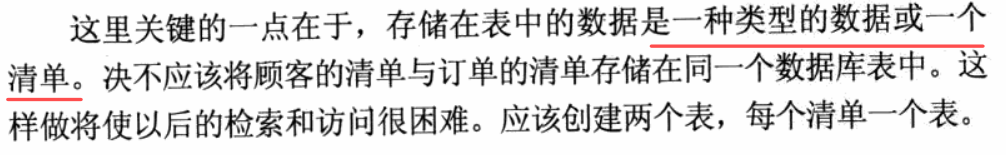 这里关键的一点在于，存储在表中的数据是一种类型的数据或一个
清单。决不应该将顾客的清单与订单的清单存储在同一个数据库表中。这
样做将使以后的检索和访问很困难。应该创建两个表，每个清单一个表。